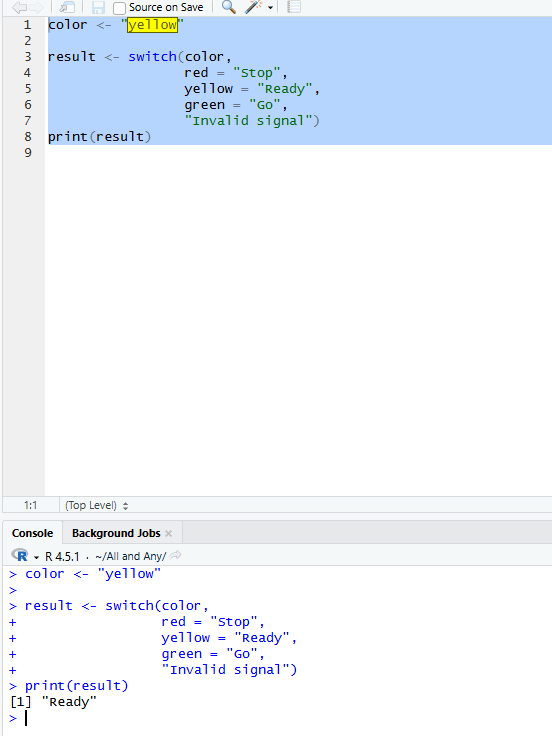 Source on Save
1 color <- "yellow"
2
3 result <- switch(color,
4                  red = "Stop",
5                  yellow = "Ready",
6                  green = "Go",
7                  "Invalid signal")
8 print(result)
9
1:1 (Top Level)
Console Background Jobs
R 4.5.1 · ~/All and Any/
> color <- "yellow"
>
> result <- switch(color,
+                  red = "Stop",
+                  yellow = "Ready",
+                  green = "Go",
+                  "Invalid signal")
> print(result)
[1] "Ready"
>